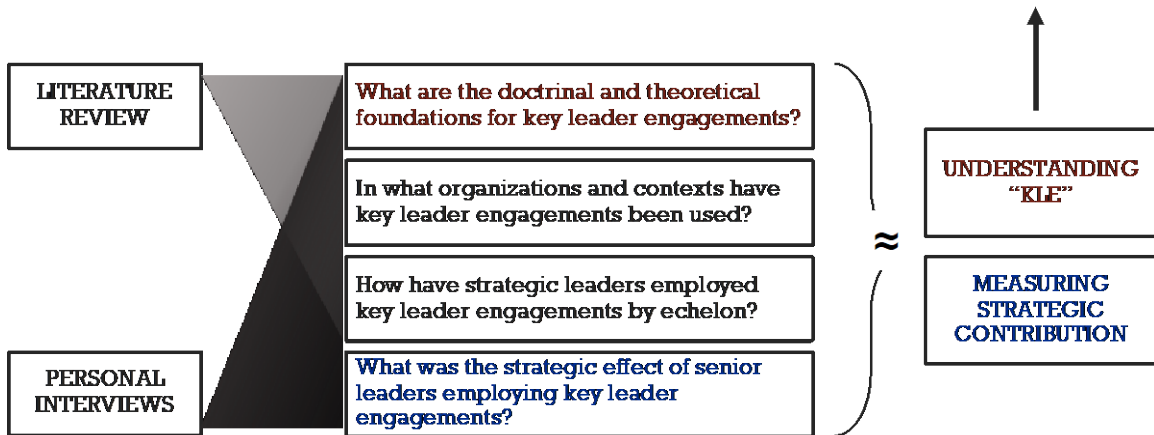 LITERATURE
REVIEW
What are the doctrinal and theoretical
foundations for key leader engagements?
In what organizations and contexts have
key leader engagements been used?
How have strategic leaders employed
key leader engagements by echelon?
PERSONAL
INTERVIEWS
What was the strategic effect of senior
leaders employing key leader
engagements?
≈
UNDERSTANDING
“KLE”
MEASURING
STRATEGIC
CONTRIBUTION